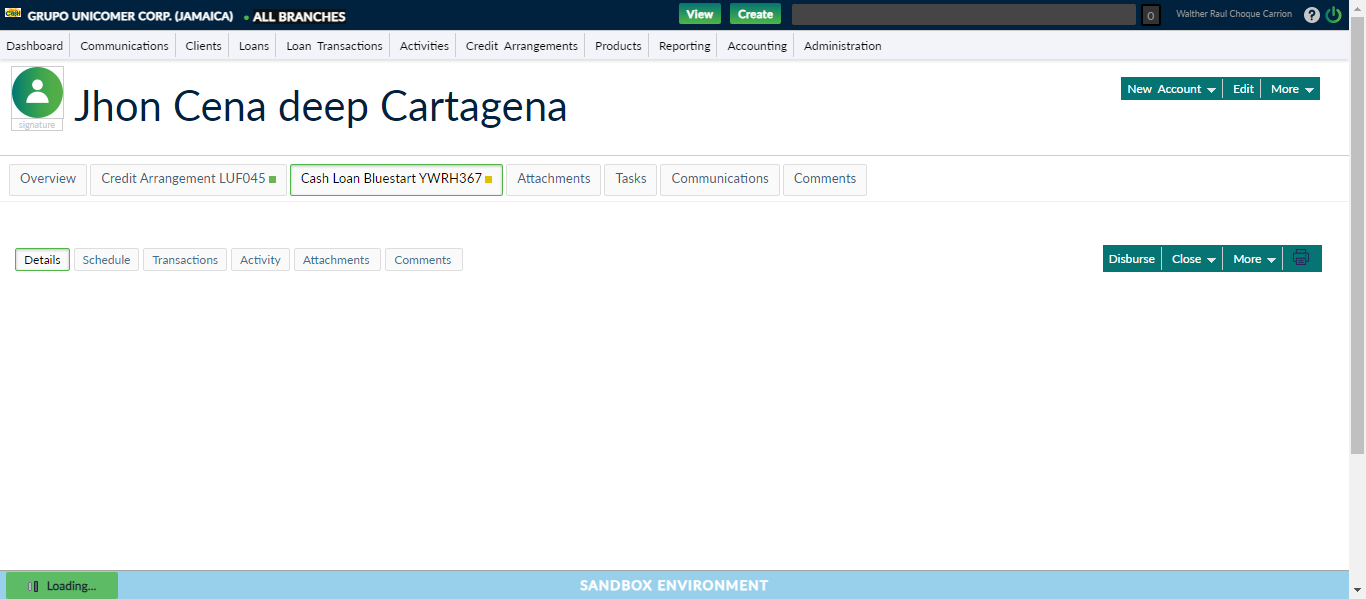 CASH GRUPO UNICOMER CORP. (JAMAICA) ALL BRANCHES View Create 0 Walther Raul Choque Carrion ?
Dashboard Communications Clients Loans Loan Transactions Activities Credit Arrangements Products Reporting Accounting Administration
Jhon Cena deep Cartagena
signature
New Account Edit More
Overview Credit Arrangement LUF045 Cash Loan Bluestart YWRH367 Attachments Tasks Communications Comments
Details Schedule Transactions Activity Attachments Comments Disburse Close More
Loading... SANDBOX ENVIRONMENT